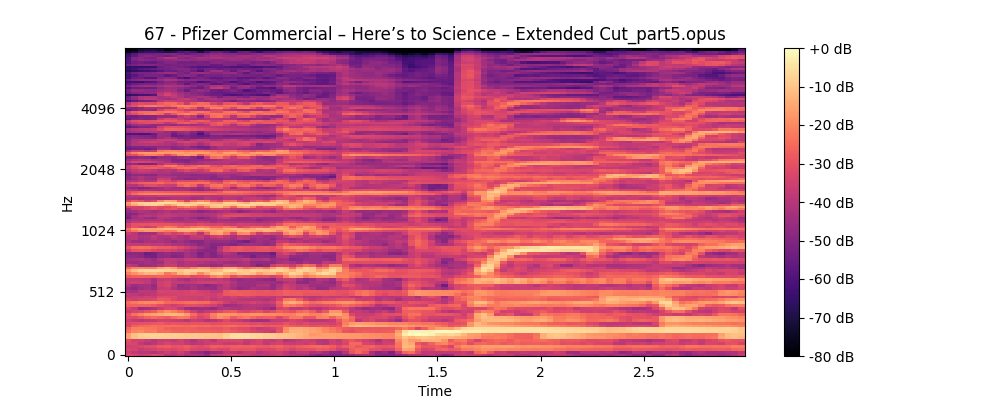 67 - Pfizer Commercial – Here’s to Science – Extended Cut_part5.opus
Hz
4096
2048
1024
512
0
0
0.5
1
1.5
2
2.5
Time
+0 dB
-10 dB
-20 dB
-30 dB
-40 dB
-50 dB
-60 dB
-70 dB
-80 dB